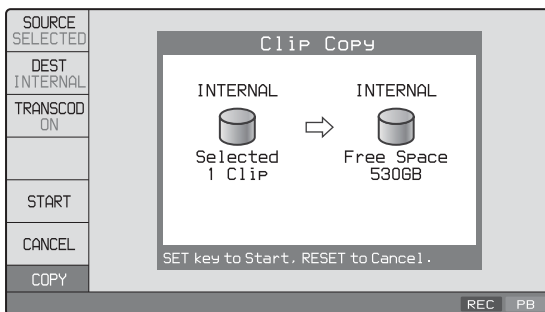 SOURCE
SELECTED
DEST
INTERNAL
TRANSCOD
ON
START
CANCEL
COPY
Clip Copy
INTERNAL
INTERNAL
Selected
1 Clip
Free Space
530GB
SET key to Start, RESET to Cancel.
REC
PB